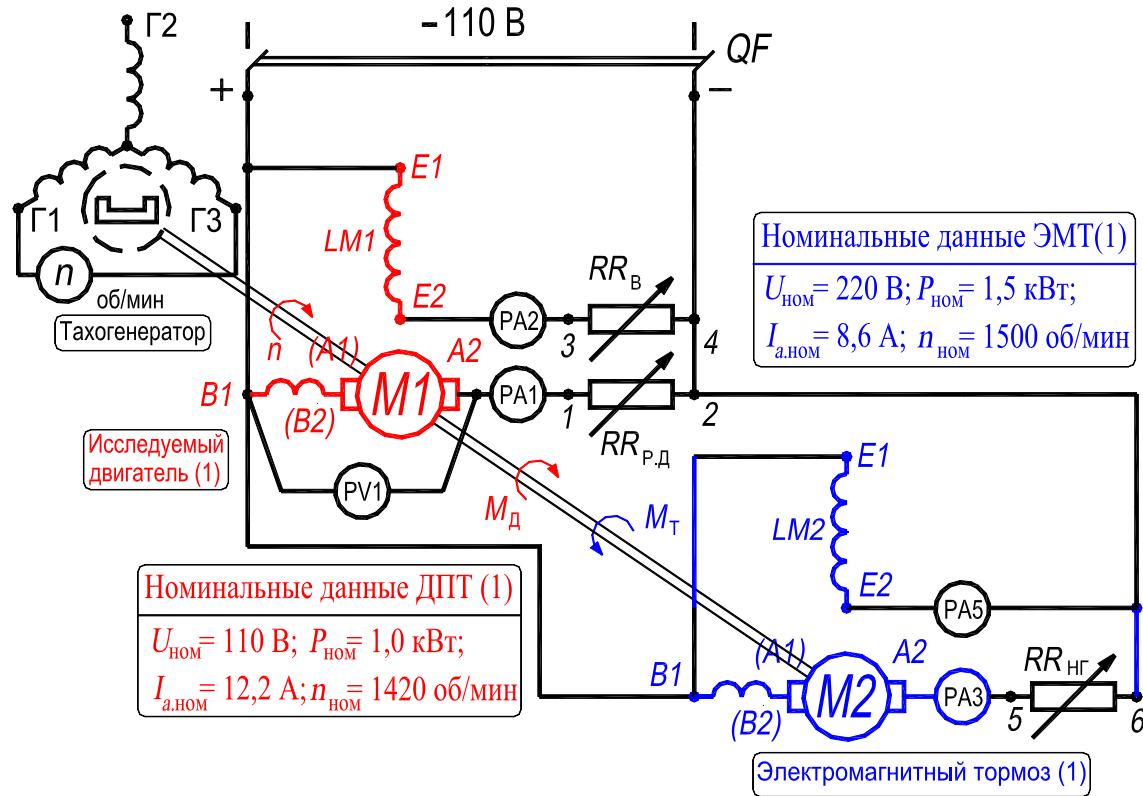 Г2
– 110 В
QF
+
–
Г1
Г3
n
об/мин
Тахогенератор
E1
LM1
E2
PA2
3
RRВ
4
n
(A1)
A2
B1
(B2)
M1
PA1
1
RRР.Д
2
PV1
Исследуемый
двигатель (1)
MД
MТ
Номинальные данные ЭМТ(1)
Uном= 220 В; Pном= 1,5 кВт;
Ia.ном= 8,6 А; nном= 1500 об/мин
E1
LM2
E2
PA5
Номинальные данные ДПТ (1)
Uном= 110 В; Pном= 1,0 кВт;
Ia.ном= 12,2 А; nном= 1420 об/мин
B1
(B2)
(A1)
M2
A2
PA3
5
RRНГ
6
Электромагнитный тормоз (1)